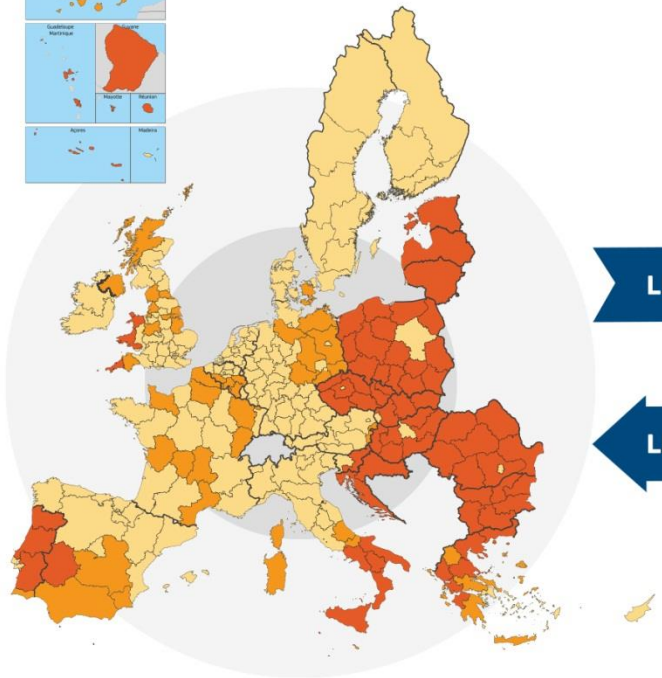 Guadeloupe
Martinique
Guyane
Mayotte
Réunion
Açores
Madeira
L
L